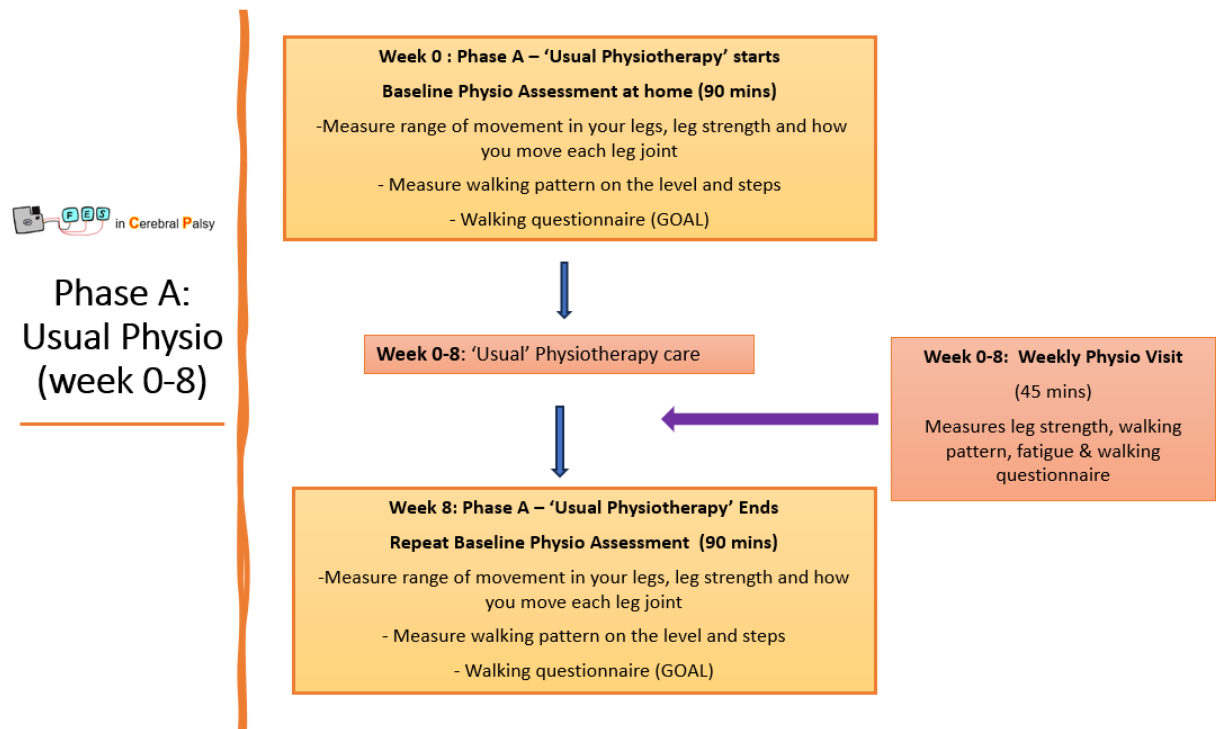 FES in Cerebral Palsy
Phase A:
Usual Physio
(week 0-8)
Week 0 : Phase A – ‘Usual Physiotherapy’ starts
Baseline Physio Assessment at home (90 mins)
-Measure range of movement in your legs, leg strength and how
you move each leg joint
- Measure walking pattern on the level and steps
- Walking questionnaire (GOAL)
Week 0-8: ‘Usual’ Physiotherapy care
Week 0-8:  Weekly Physio Visit
(45 mins)
Measures leg strength, walking
pattern, fatigue & walking
questionnaire
Week 8: Phase A – ‘Usual Physiotherapy’ Ends
Repeat Baseline Physio Assessment  (90 mins)
-Measure range of movement in your legs, leg strength and how
you move each leg joint
- Measure walking pattern on the level and steps
- Walking questionnaire (GOAL)